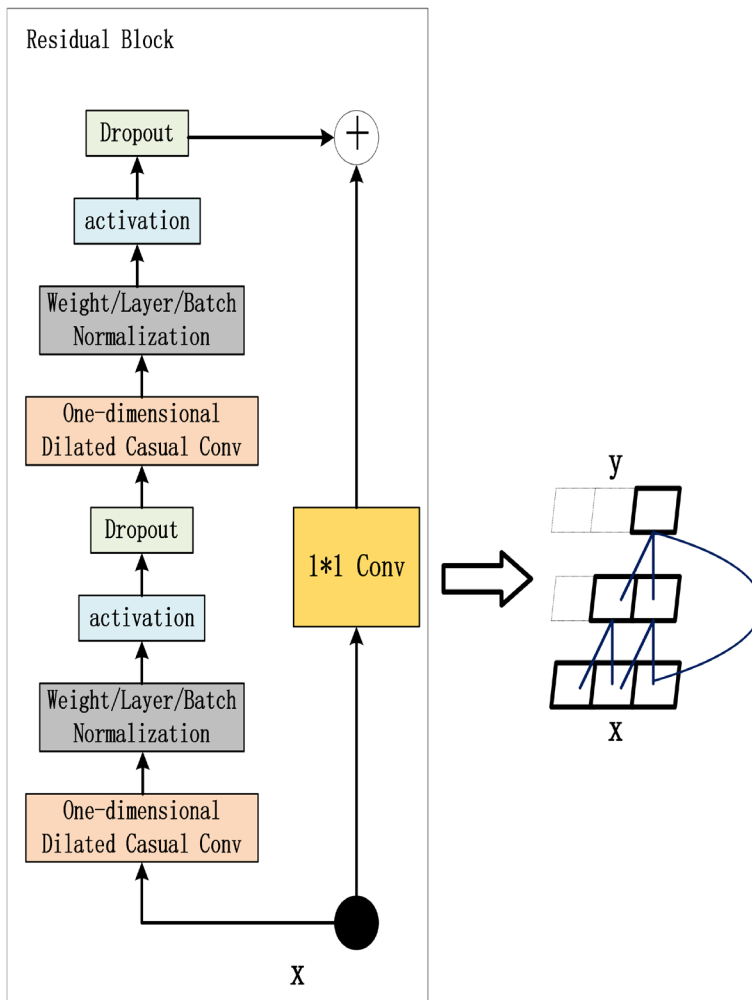 Residual Block
Dropout
+
activation
Weight/Layer/Batch
Normalization
One-dimensional
Dilated Casual Conv
Dropout
1*1 Conv
activation
Weight/Layer/Batch
Normalization
One-dimensional
Dilated Casual Conv
x
y
x